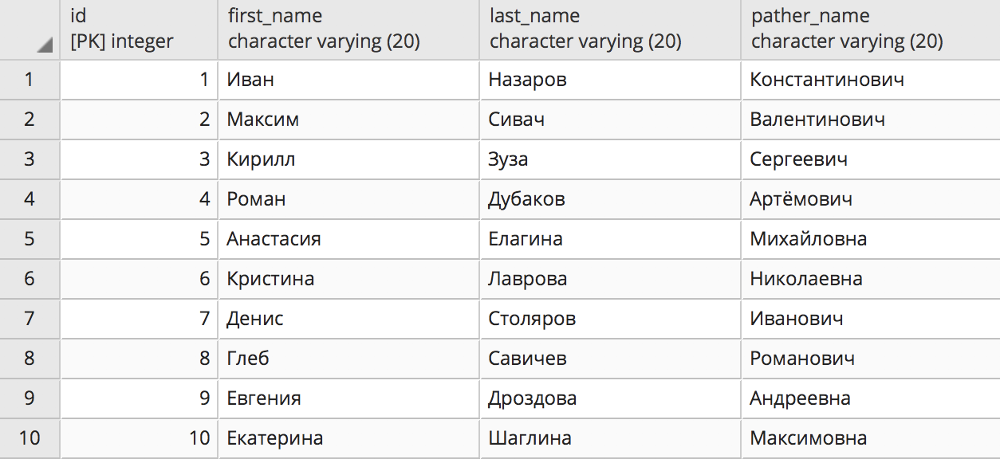 id first_name last_name pather_name
[PK] integer character varying (20) character varying (20) character varying (20)
1 1 Иван Назаров Константинович
2 2 Максим Сивач Валентинович
3 3 Кирилл Зуза Сергеевич
4 4 Роман Дубаков Артёмович
5 5 Анастасия Елагина Михайловна
6 6 Кристина Лаврова Николаевна
7 7 Денис Столяров Иванович
8 8 Глеб Савичев Романович
9 9 Евгения Дроздова Андреевна
10 10 Екатерина Шаглина Максимовна